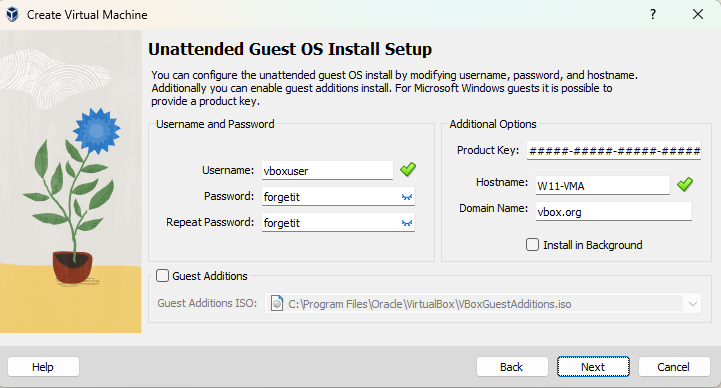 Create Virtual Machine
?
Unattended Guest OS Install Setup
You can configure the unattended guest OS install by modifying username, password, and hostname.
Additionally you can enable guest additions install. For Microsoft Windows guests it is possible to
provide a product key.
Username and Password
Username: vboxuser
Password: forgetit
Repeat Password: forgetit
Additional Options
Product Key: #####-#####-#####-#####
Hostname: W11-VMA
Domain Name: vbox.org
Install in Background
Guest Additions
Guest Additions ISO: C:\Program Files\Oracle\VirtualBox\VBoxGuestAdditions.iso
Help
Back
Next
Cancel